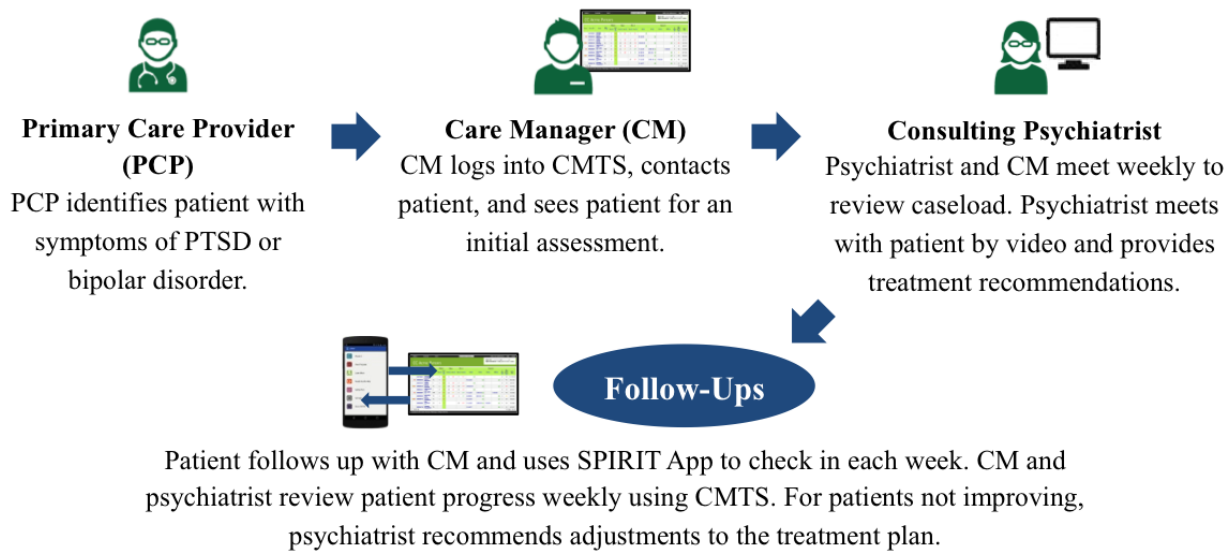 Primary Care Provider
(PCP)
PCP identifies patient with
symptoms of PTSD or
bipolar disorder.
Care Manager (CM)
CM logs into CMTS, contacts
patient, and sees patient for an
initial assessment.
Consulting Psychiatrist
Psychiatrist and CM meet weekly to
review caseload. Psychiatrist meets
with patient by video and provides
treatment recommendations.
Follow-Ups
Patient follows up with CM and uses SPIRIT App to check in each week. CM and
psychiatrist review patient progress weekly using CMTS. For patients not improving,
psychiatrist recommends adjustments to the treatment plan.